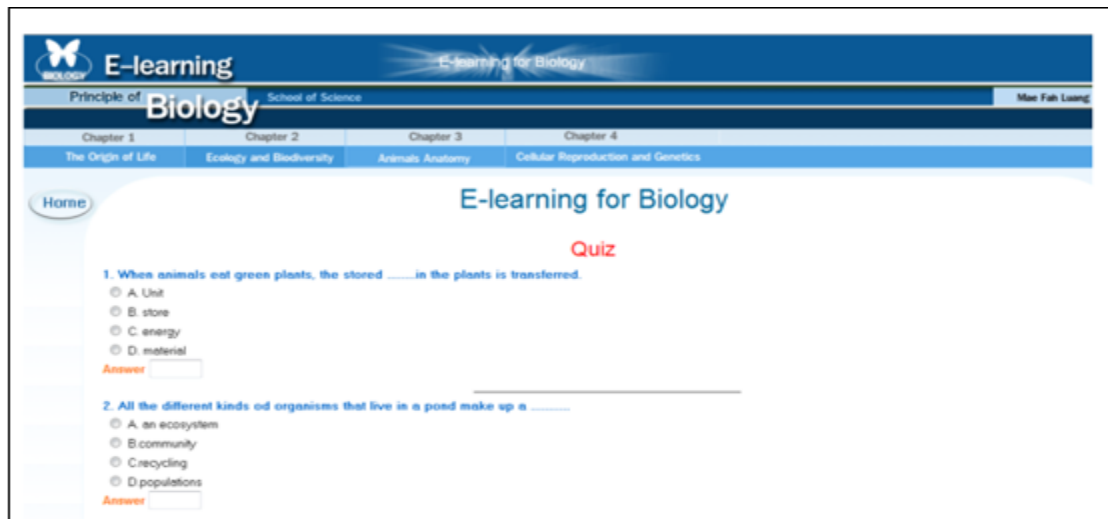 BIOLOGY
E-learning
E-learning for Biology
Principle of Biology
School of Science
Mae Fah Luang
Chapter 1 Chapter 2 Chapter 3 Chapter 4
The Origin of Life Ecology and Biodiversity Animals Anatomy Cellular Reproduction and Genetics
Home
E-learning for Biology
Quiz
1. When animals eat green plants, the stored ........in the plants is transferred.
A. Unit
B. store
C. energy
D. material
Answer
2. All the different kinds od organisms that live in a pond make up a ...........
A. an ecosystem
B.community
C.recycling
D.populations
Answer